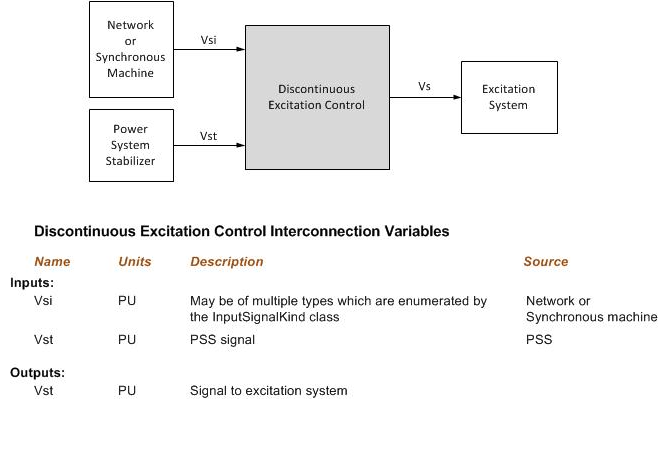 Network
or
Synchronous
Machine
Vsi
Power
System
Stabilizer
Vst
Discontinuous
Excitation Control
Vs
Excitation
System
Discontinuous Excitation Control Interconnection Variables
Name Units Description Source
Inputs:
Vsi PU May be of multiple types which are enumerated by Network or
the InputSignalKind class Synchronous machine
Vst PU PSS signal PSS
Outputs:
Vst PU Signal to excitation system